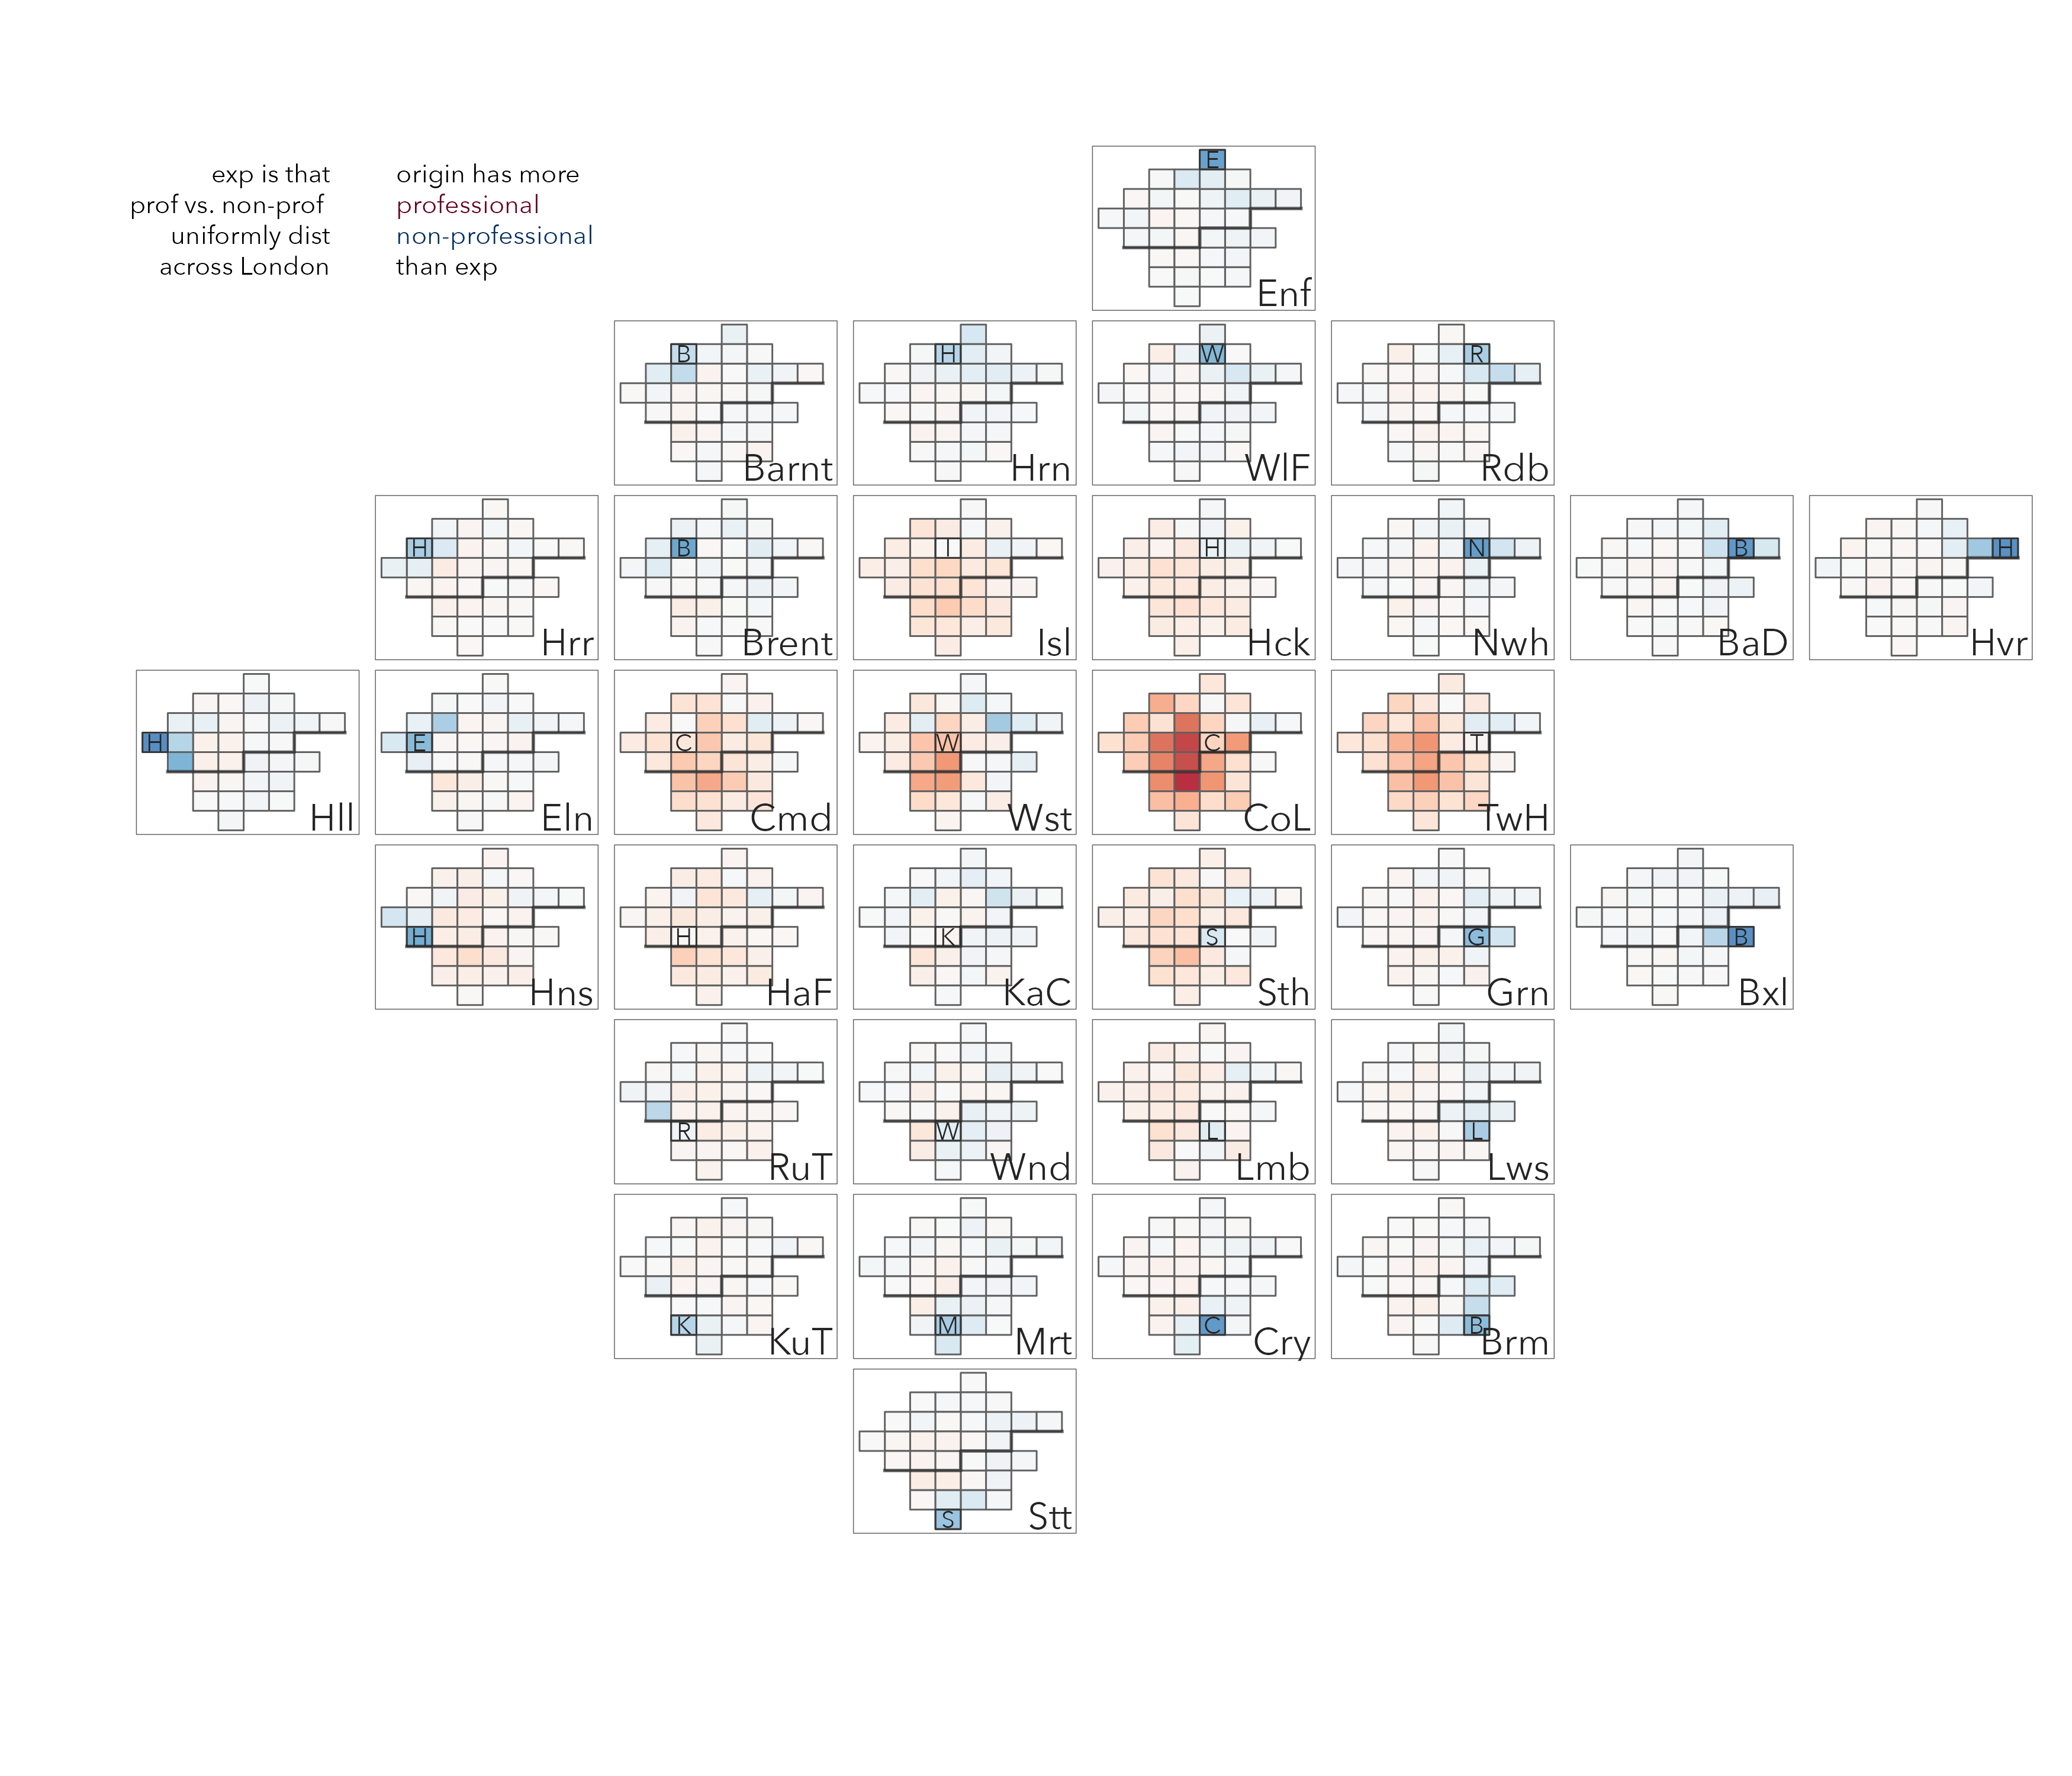 exp is that
prof vs. non-prof
uniformly dist
across London
origin has more
professional
non-professional
than exp
E
Enf
B
Barnt
H
Hrn
W
WlF
R
Rdb
H
Hrr
B
Brent
I
Isl
H
Hck
N
Nwh
B
BaD
H
Hvr
H
Hll
E
Eln
C
Cmd
W
Wst
C
CoL
T
TwH
H
Hns
H
HaF
K
KaC
S
Sth
G
Grn
B
Bxl
R
RuT
W
Wnd
L
Lmb
L
Lws
K
KuT
M
Mrt
C
Cry
B
Brm
S
Stt